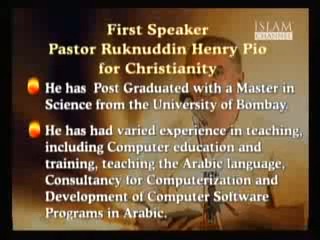 First Speaker
ISLAM
CHANNEL
Pastor Ruknuddin Henry Pio
for Christianity
He has Post Graduated with a Master in
Science from the University of Bombay.
He has had varied experience in teaching,
including Computer education and
training, teaching the Arabic language,
Consultancy for Computerization and
Development of Computer Software
Programs in Arabic.